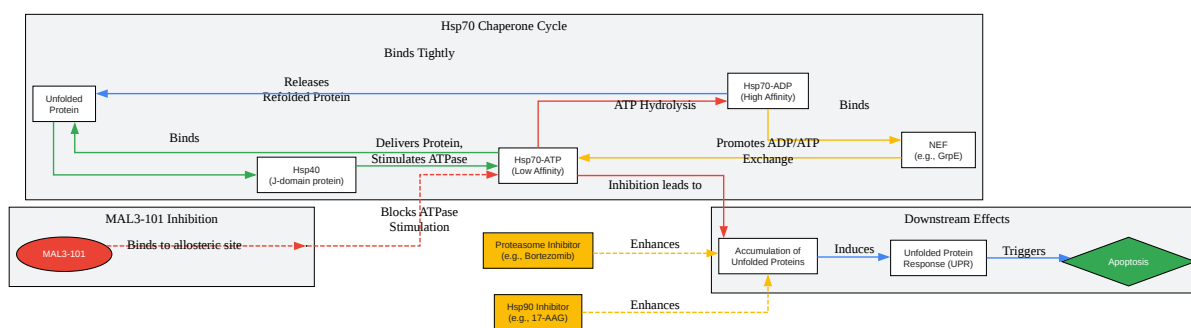 Hsp70 Chaperone Cycle
Binds Tightly
Releases
Refolded Protein
Unfolded
Protein
Hsp70-ADP
(High Affinity)
ATP Hydrolysis
Binds
Binds
Delivers Protein,
Stimulates ATPase
Promotes ADP/ATP
Exchange
NEF
(e.g., GrpE)
Hsp40
(J-domain protein)
Hsp70-ATP
(Low Affinity)
Inhibition leads to
MAL3-101 Inhibition
Blocks ATPase
Stimulation
Downstream Effects
MAL3-101
Binds to allosteric site
Proteasome Inhibitor
(e.g., Bortezomib)
Enhances
Accumulation of
Unfolded Proteins
Induces
Unfolded Protein
Response (UPR)
Triggers
Apoptosis
Hsp90 Inhibitor
(e.g., 17-AAG)
Enhances